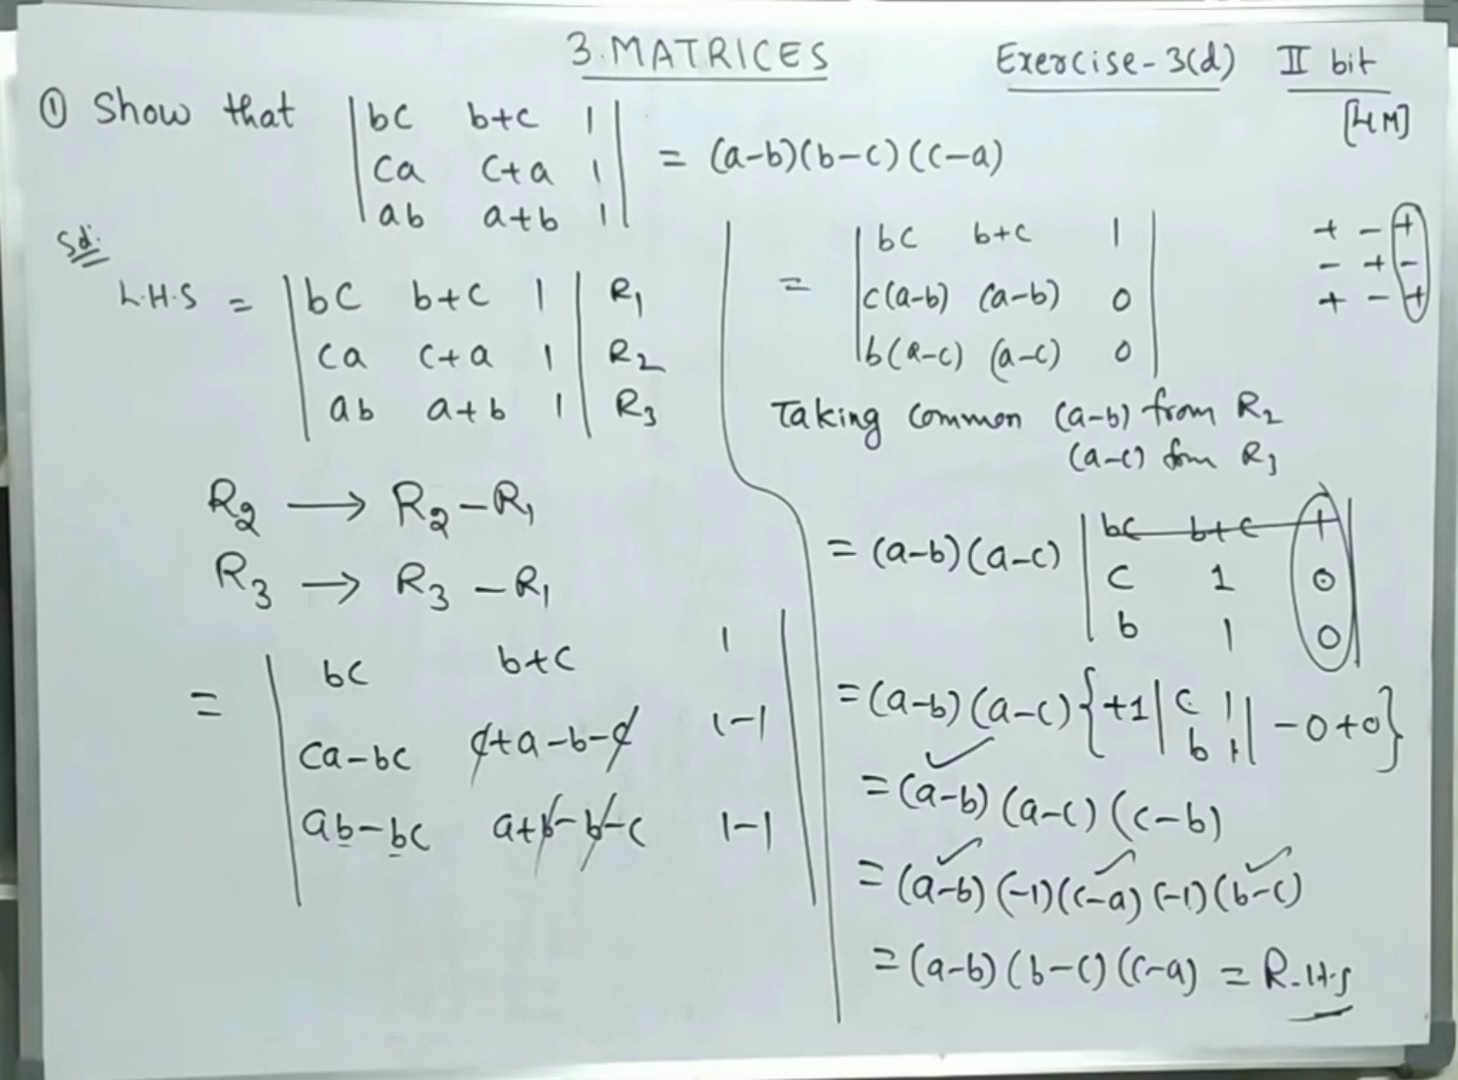 3. MATRICES Exercise-3(d) II bit
[4M]
① Show that | bc b+c 1 |
| ca c+a 1 | = (a-b)(b-c)(c-a)
| ab a+b 1 |
Sol:
L.H.S = | bc b+c 1 | R₁
| ca c+a 1 | R₂
| ab a+b 1 | R₃
R₂ → R₂-R₁
R₃ → R₃-R₁
= | bc b+c 1 |
| ca-bc c+a-b-c 1-1 |
| ab-bc a+b-b-c 1-1 |
| bc b+c 1 | + - +
= | c(a-b) (a-b) 0 | - + -
| b(a-c) (a-c) 0 | + - +
Taking common (a-b) from R₂
(a-c) from R₃
= (a-b)(a-c) | bc b+c 1 |
| c 1 0 |
| b 1 0 |
= (a-b)(a-c){+1 | c 1 | -0+0}
| b 1 |
= (a-b)(a-c)(c-b)
= (a-b)(-1)(c-a)(-1)(b-c)
= (a-b)(b-c)(c-a) = R.H.S